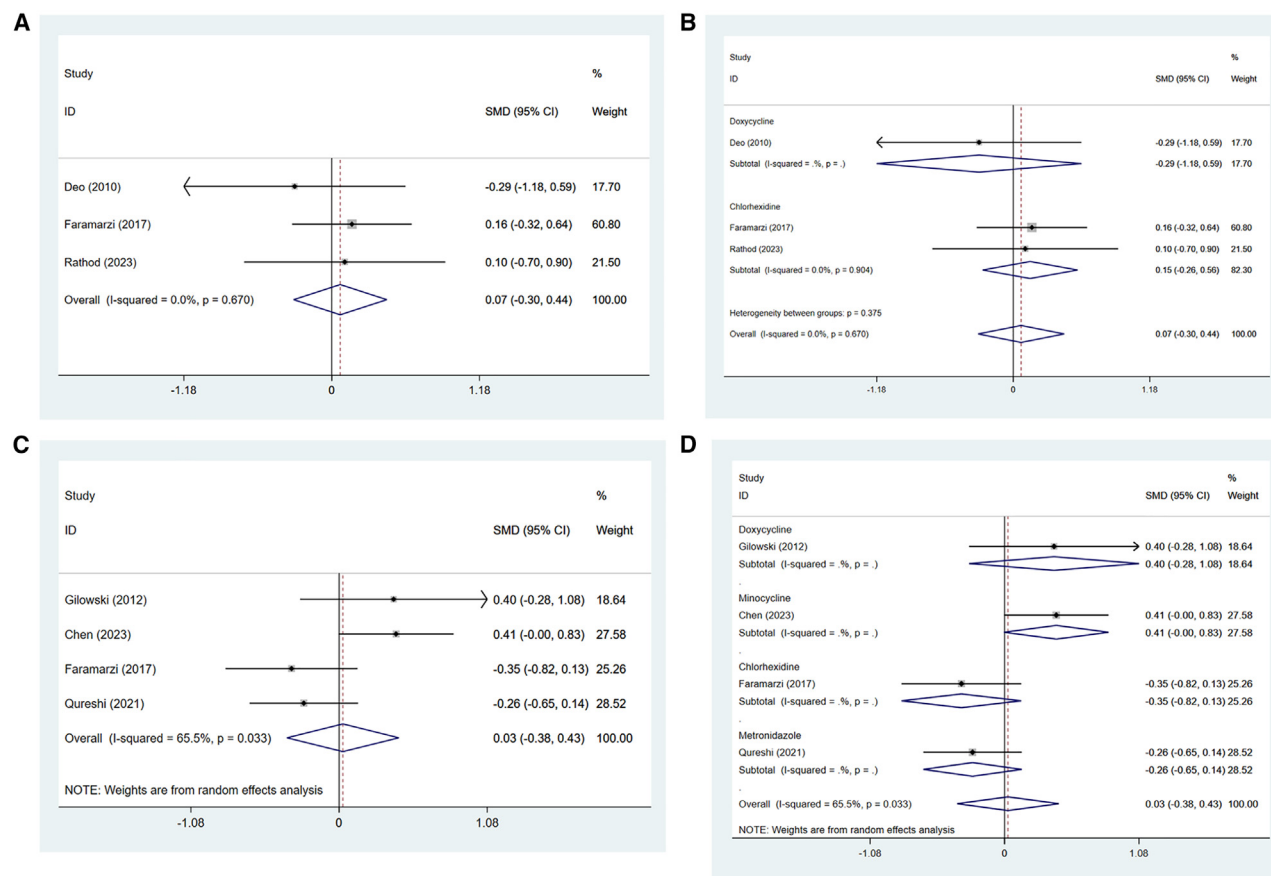 A
Study %
ID SMD (95% CI) Weight
Deo (2010) -0.29 (-1.18, 0.59) 17.70
Faramarzi (2017) 0.16 (-0.32, 0.64) 60.80
Rathod (2023) 0.10 (-0.70, 0.90) 21.50
Overall (I-squared = 0.0%, p = 0.670) 0.07 (-0.30, 0.44) 100.00
-1.18 0 1.18
B
Study %
ID SMD (95% CI) Weight
Doxycycline
Deo (2010) -0.29 (-1.18, 0.59) 17.70
Subtotal (I-squared = .%, p = .) -0.29 (-1.18, 0.59) 17.70
Chlorhexidine
Faramarzi (2017) 0.16 (-0.32, 0.64) 60.80
Rathod (2023) 0.10 (-0.70, 0.90) 21.50
Subtotal (I-squared = 0.0%, p = 0.904) 0.15 (-0.26, 0.56) 82.30
Heterogeneity between groups: p = 0.375
Overall (I-squared = 0.0%, p = 0.670) 0.07 (-0.30, 0.44) 100.00
-1.18 0 1.18
C
Study %
ID SMD (95% CI) Weight
Gilowski (2012) 0.40 (-0.28, 1.08) 18.64
Chen (2023) 0.41 (-0.00, 0.83) 27.58
Faramarzi (2017) -0.35 (-0.82, 0.13) 25.26
Qureshi (2021) -0.26 (-0.65, 0.14) 28.52
Overall (I-squared = 65.5%, p = 0.033) 0.03 (-0.38, 0.43) 100.00
NOTE: Weights are from random effects analysis
-1.08 0 1.08
D
Study %
ID SMD (95% CI) Weight
Doxycycline
Gilowski (2012) 0.40 (-0.28, 1.08) 18.64
Subtotal (I-squared = .%, p = .) 0.40 (-0.28, 1.08) 18.64
.
Minocycline
Chen (2023) 0.41 (-0.00, 0.83) 27.58
Subtotal (I-squared = .%, p = .) 0.41 (-0.00, 0.83) 27.58
.
Chlorhexidine
Faramarzi (2017) -0.35 (-0.82, 0.13) 25.26
Subtotal (I-squared = .%, p = .) -0.35 (-0.82, 0.13) 25.26
.
Metronidazole
Qureshi (2021) -0.26 (-0.65, 0.14) 28.52
Subtotal (I-squared = .%, p = .) -0.26 (-0.65, 0.14) 28.52
.
Overall (I-squared = 65.5%, p = 0.033) 0.03 (-0.38, 0.43) 100.00
NOTE: Weights are from random effects analysis
-1.08 0 1.08